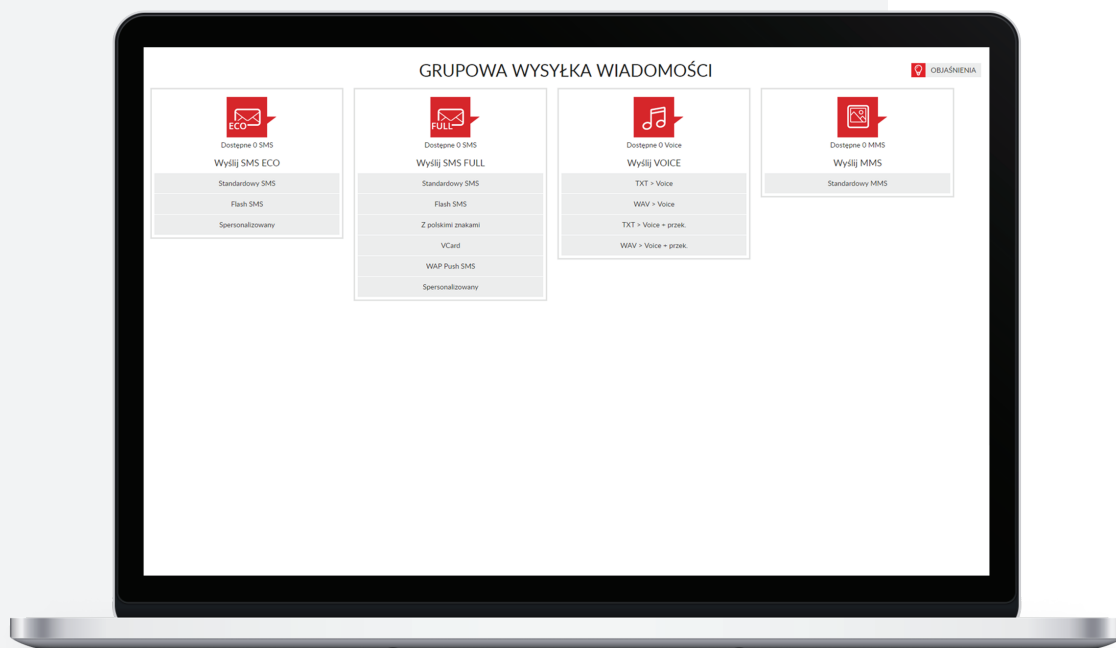 GRUPOWA WYSYŁKA WIADOMOŚCI
OBJAŚNIENIA
ECO
Dostępne 0 SMS
Wyślij SMS ECO
Standardowy SMS
Flash SMS
Spersonalizowany
FULL
Dostępne 0 SMS
Wyślij SMS FULL
Standardowy SMS
Flash SMS
Z polskimi znakami
VCard
WAP Push SMS
Spersonalizowany
Dostępne 0 Voice
Wyślij VOICE
TXT > Voice
WAV > Voice
TXT > Voice + przek.
WAV > Voice + przek.
Dostępne 0 MMS
Wyślij MMS
Standardowy MMS